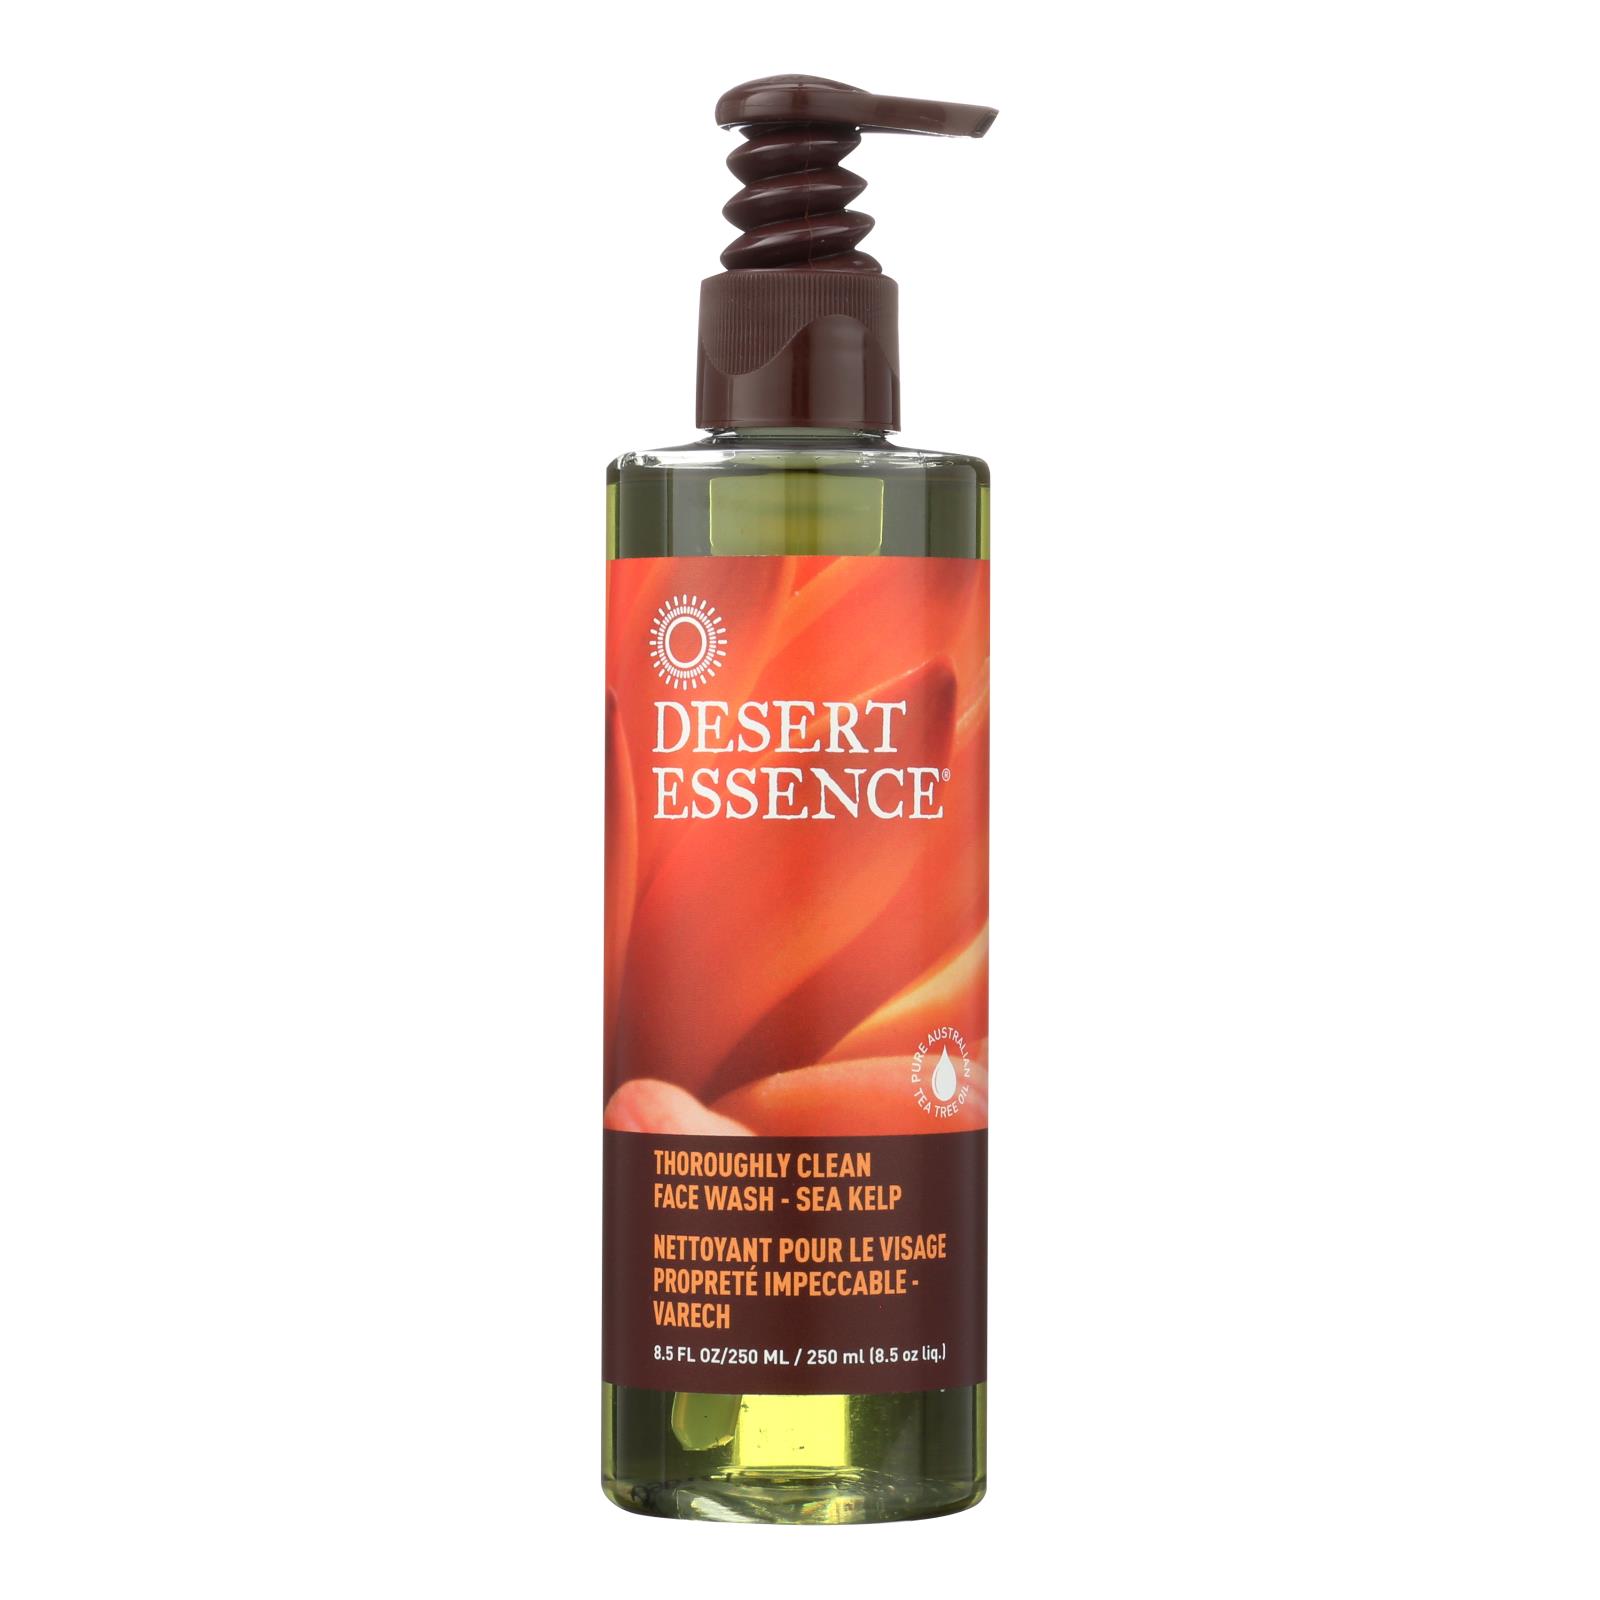 DESERT
ESSENCE®
PURE AUSTRALIAN
TEA TREE OIL
THOROUGHLY CLEAN
FACE WASH - SEA KELP
NETTOYANT POUR LE VISAGE
PROPRETÉ IMPECCABLE -
VARECH
8.5 FL OZ/250 ML / 250 ml (8.5 oz liq.)